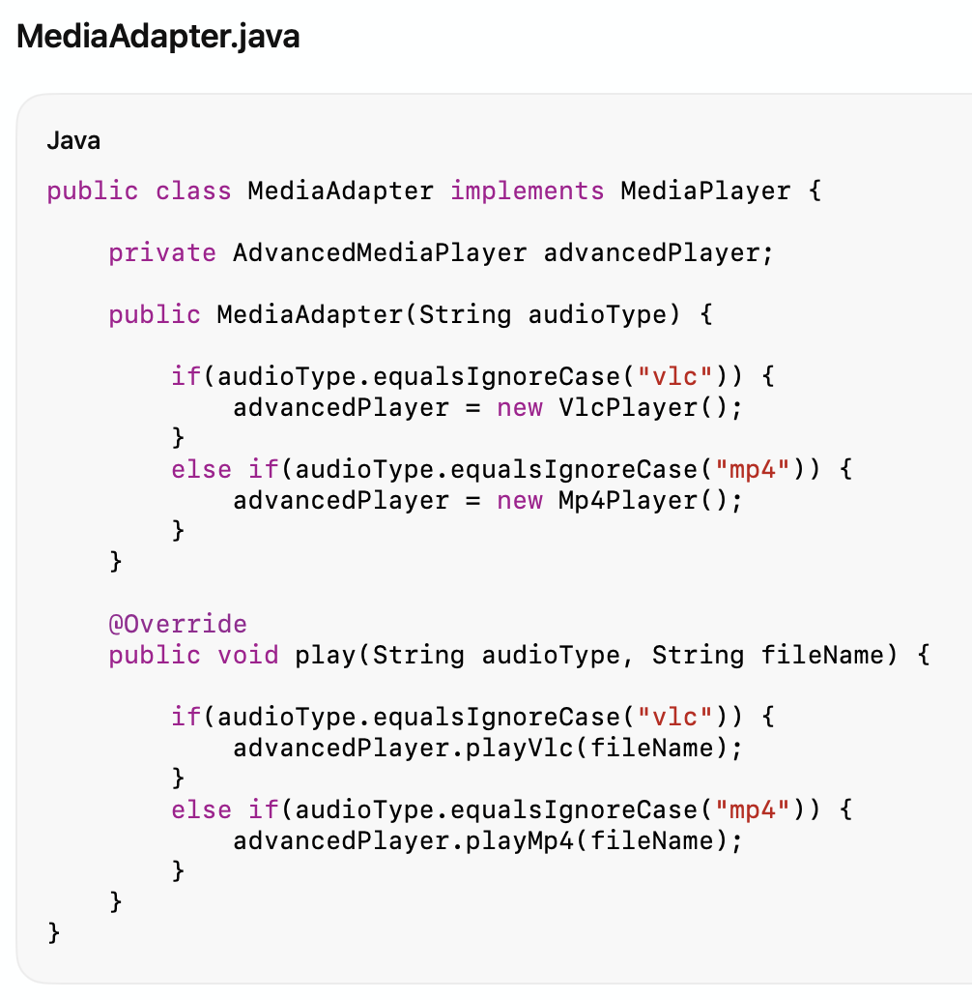 MediaAdapter.java
Java
public class MediaAdapter implements MediaPlayer {
    private AdvancedMediaPlayer advancedPlayer;
    public MediaAdapter(String audioType) {
        if(audioType.equalsIgnoreCase("vlc")) {
            advancedPlayer = new VlcPlayer();
        }
        else if(audioType.equalsIgnoreCase("mp4")) {
            advancedPlayer = new Mp4Player();
        }
    }
    @Override
    public void play(String audioType, String fileName) {
        if(audioType.equalsIgnoreCase("vlc")) {
            advancedPlayer.playVlc(fileName);
        }
        else if(audioType.equalsIgnoreCase("mp4")) {
            advancedPlayer.playMp4(fileName);
        }
    }
}